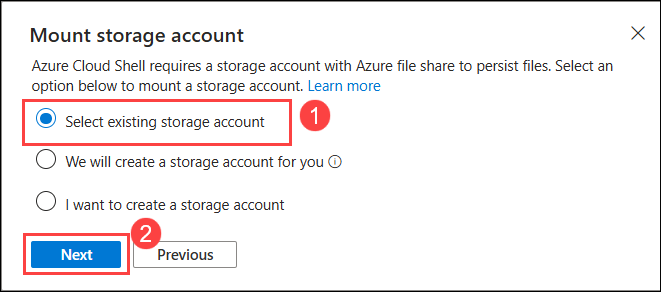 Mount storage account
Azure Cloud Shell requires a storage account with Azure file share to persist files. Select an
option below to mount a storage account. Learn more
Select existing storage account
1
We will create a storage account for you
I want to create a storage account
2
Next
Previous